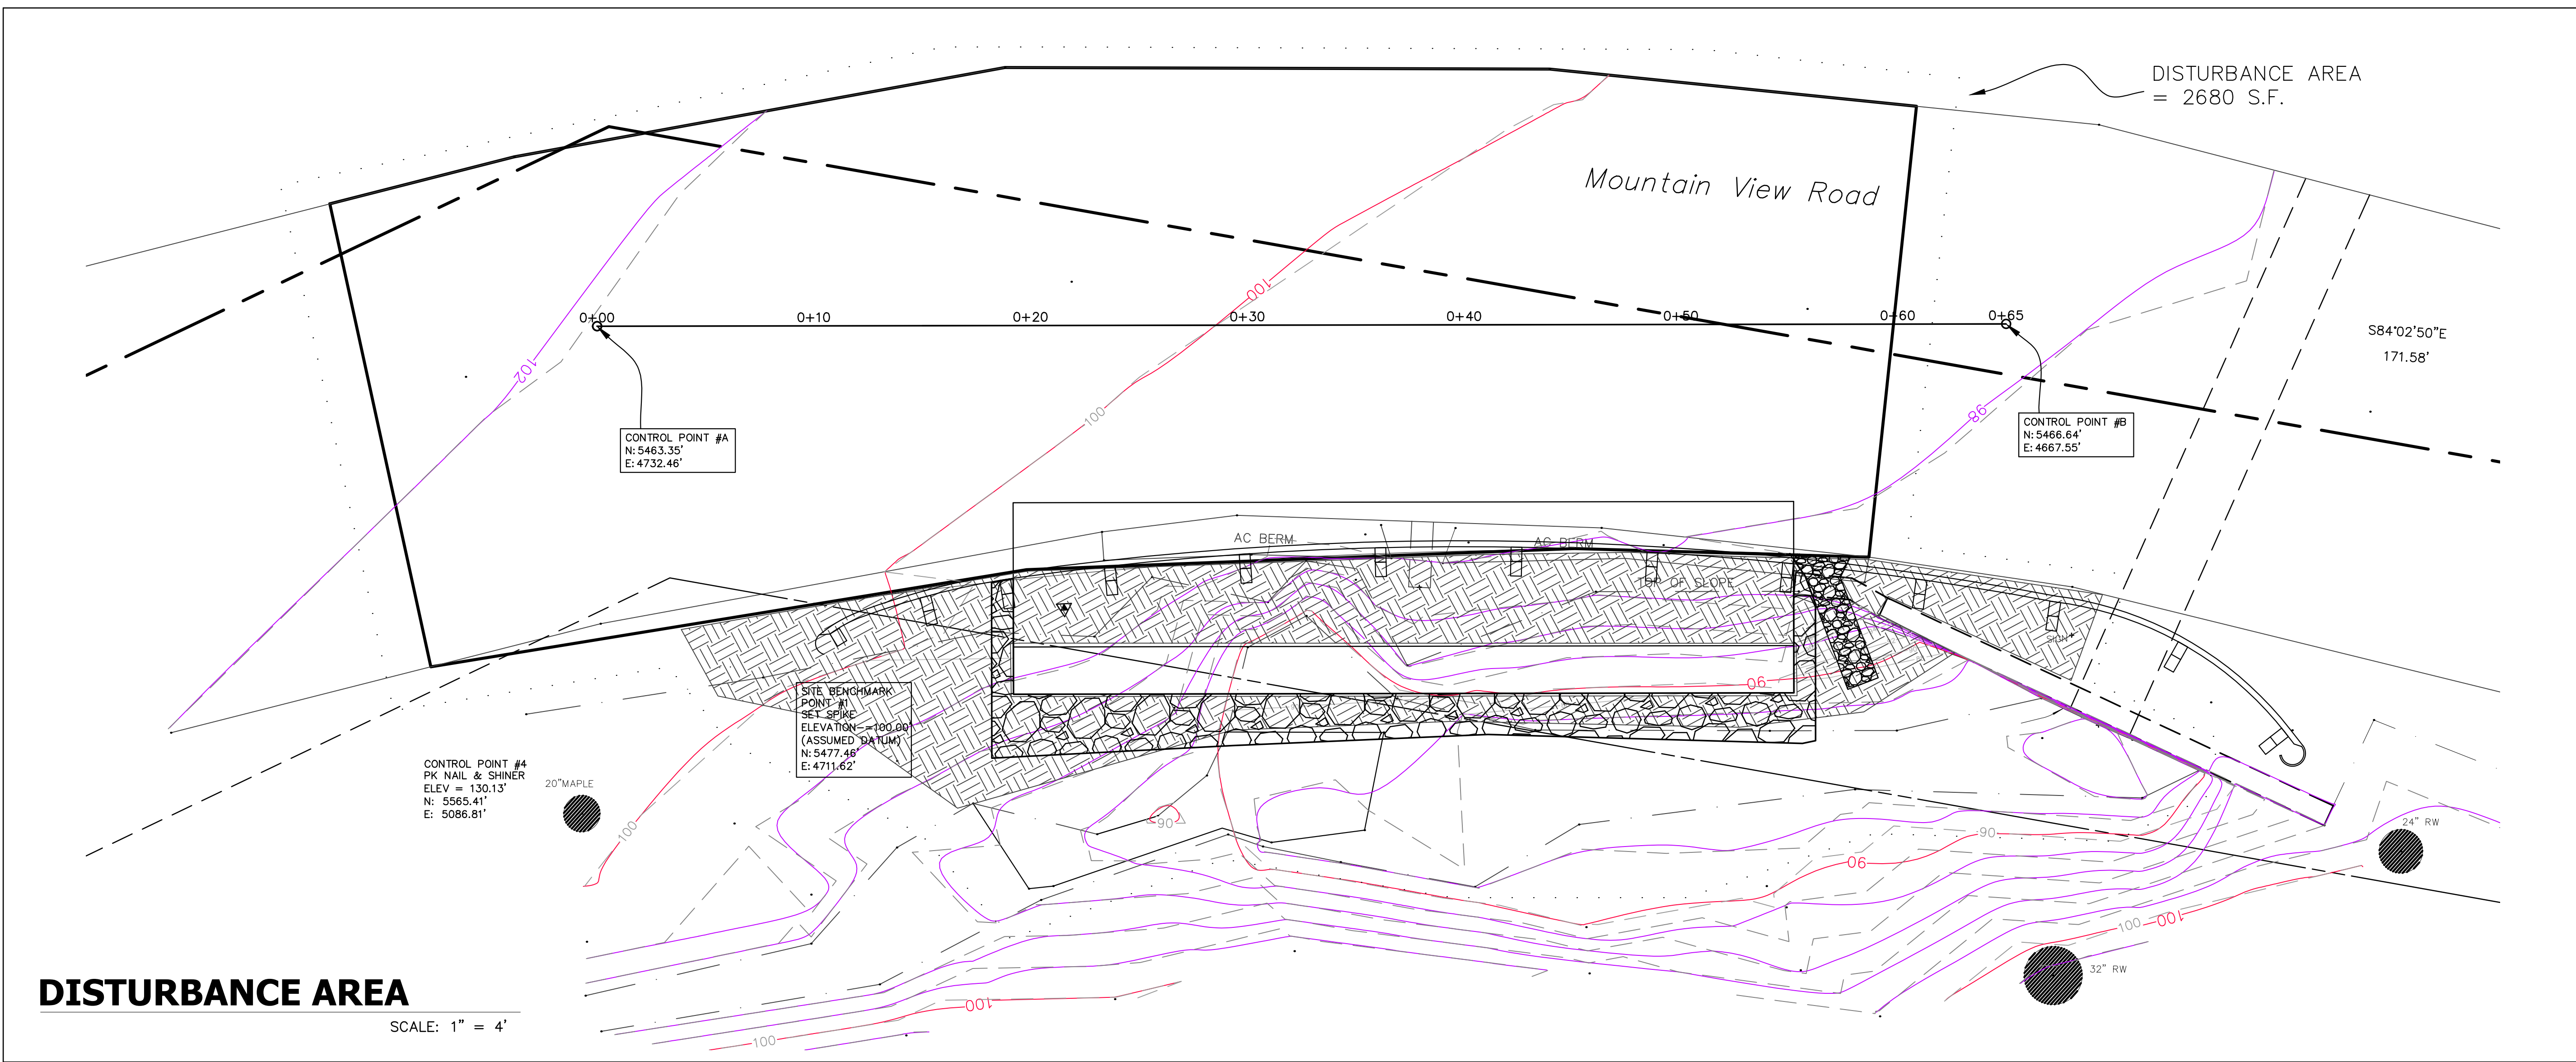 DISTURBANCE AREA
= 2680 S.F.
Mountain View Road
100
0+00
0+10
0+20
0+30
0+40
0+50
0+60
0+65
S84°02'50"E
171.58'
102
100
98
CONTROL POINT #A
N: 5463.35'
E: 4732.46'
CONTROL POINT #B
N: 5466.64'
E: 4667.55'
AC BERM
AC BERM
TOP OF SLOPE
SIGN
90
SITE BENCHMARK
POINT #1
SET SPIKE
ELEVATION-=100.00'
(ASSUMED DATUM)
N: 5477.46'
E: 4711.62'
CONTROL POINT #4
PK NAIL & SHINER
ELEV = 130.13'
N: 5565.41'
E: 5086.81'
20"MAPLE
100
90
90
90
24" RW
100
100
32" RW
DISTURBANCE AREA
100
SCALE: 1" = 4'
100